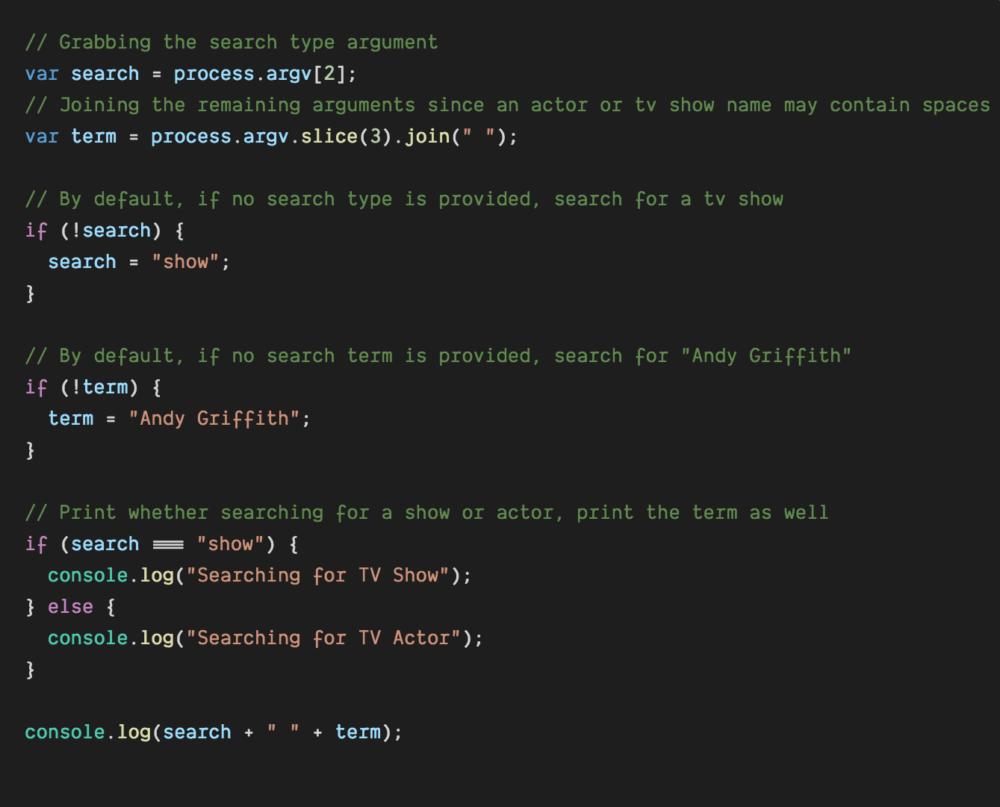 // Grabbing the search type argument
var search = process.argv[2];
// Joining the remaining arguments since an actor or tv show name may contain spaces
var term = process.argv.slice(3).join(" ");

// By default, if no search type is provided, search for a tv show
if (!search) {
  search = "show";
}

// By default, if no search term is provided, search for "Andy Griffith"
if (!term) {
  term = "Andy Griffith";
}

// Print whether searching for a show or actor, print the term as well
if (search === "show") {
  console.log("Searching for TV Show");
} else {
  console.log("Searching for TV Actor");
}

console.log(search + " " + term);